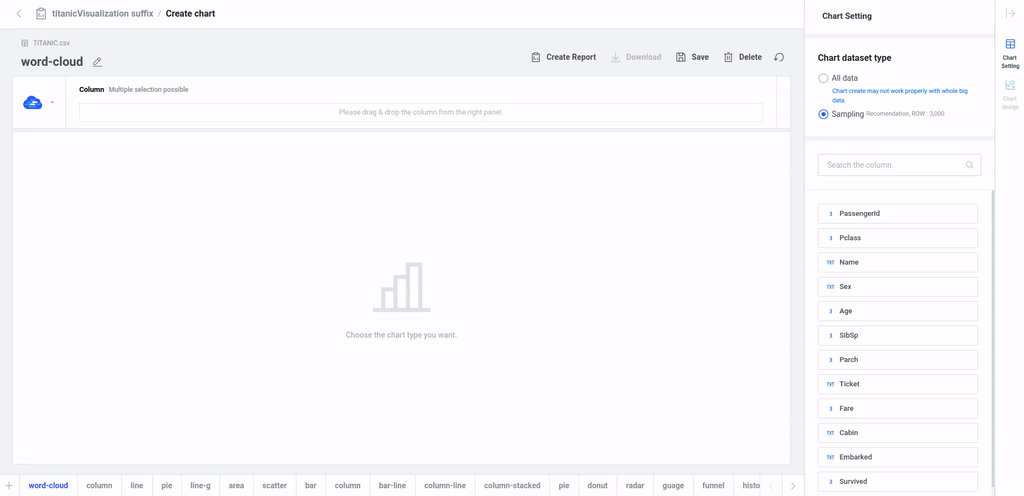 titanicVisualization suffix / Create chart
TITANIC.csv
word-cloud
Create Report
Download
Save
Delete
Column Multiple selection possible
Please drag & drop the column from the right panel.
Choose the chart type you want.
word-cloud column line pie line-g area scatter bar column bar-line column-line column-stacked pie donut radar guage funnel histo
Chart Setting
Chart dataset type
All data
Chart create may not work properly with whole big
data.
Sampling Recomendation, ROW : 3,000
Search the column.
3 PassengerId
3 Pclass
TXT Name
TXT Sex
3 Age
3 SibSp
3 Parch
TXT Ticket
3 Fare
TXT Cabin
TXT Embarked
3 Survived
Chart
Setting
Chart
design